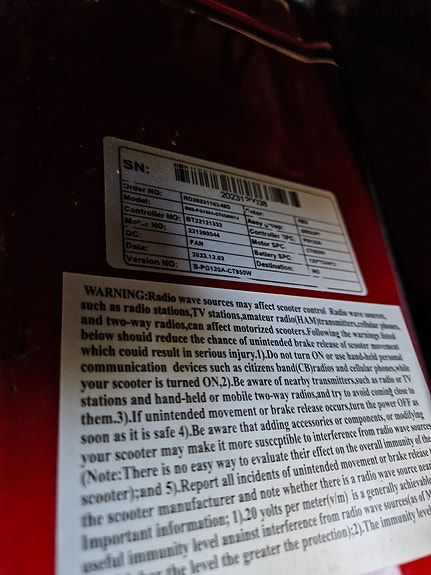 SN:
Order NO: RD20231103-MO Color: RED
Model:
Controller NO: BT22121333 Controller SPC.
Motor NO: 221200044 Motor SPC.
QC: PAN Battery SPC.
Date: 2023.12.02 Destination: MO
Version NO: B-PG120A-CT85DW
WARNING:Radio wave sources may affect scooter control Radio wave sources,
such as radio stations,TV stations,amateur radio(HAM)transmitters,cellular phones,
and two-way radios,can affect motorized scooters.Following the warnings listed
below shouid reduce the chance of unintended brake release of scooter movement
which could result in serious injury.1).Do not turn ON or use hand-held personal
communication devices such as citizens band(CB)radios and cellular phones,while
your scooter is turned ON,2).Be aware of nearby transmitters,such as radio or TV
stations and hand-held or mobile two-way radios,and try to avoid coming close to
them.3).If unintended movement or brake release occurs,turn the power OFF as
soon as it is safe 4).Be aware that adding accessories or components, or modifying
your scooter may make it more susccptible to interference from radio wave sources
(Note:There is no easy way to evaluate their effect on the overall immunity of the
scooter);and 5).Report all incidents of unintended movement or brake release
the scooter manufacturer and note whether there is a radio wave source near
Important information; 1).20 volts per meter(v/m) is a generally achievable
useful immunity level anainst interference from radio wave sources(as of M
the level the greater the protection);2).The immunity level